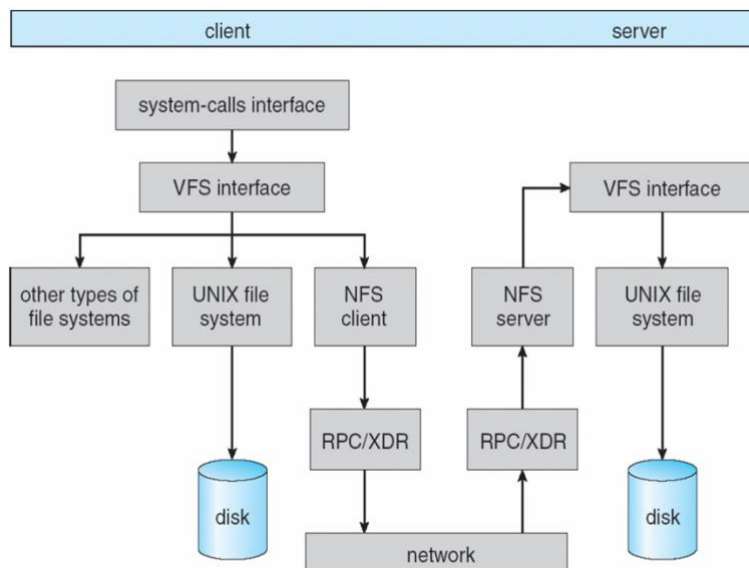 client
server
system-calls interface
VFS interface
VFS interface
other types of
file systems
UNIX file
system
NFS
client
NFS
server
UNIX file
system
RPC/XDR
RPC/XDR
disk
disk
network